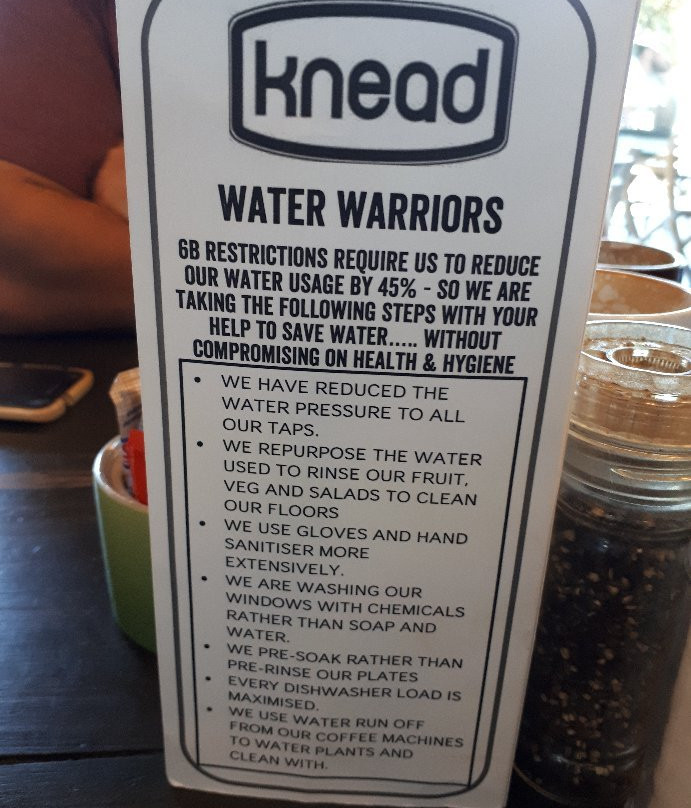 knead
WATER WARRIORS
6B RESTRICTIONS REQUIRE US TO REDUCE
OUR WATER USAGE BY 45% - SO WE ARE
TAKING THE FOLLOWING STEPS WITH YOUR
HELP TO SAVE WATER..... WITHOUT
COMPROMISING ON HEALTH & HYGIENE
• WE HAVE REDUCED THE
WATER PRESSURE TO ALL
OUR TAPS.
• WE REPURPOSE THE WATER
USED TO RINSE OUR FRUIT,
VEG AND SALADS TO CLEAN
OUR FLOORS
• WE USE GLOVES AND HAND
SANITISER MORE
EXTENSIVELY.
• WE ARE WASHING OUR
WINDOWS WITH CHEMICALS
RATHER THAN SOAP AND
WATER.
• WE PRE-SOAK RATHER THAN
PRE-RINSE OUR PLATES
• EVERY DISHWASHER LOAD IS
MAXIMISED.
• WE USE WATER RUN OFF
FROM OUR COFFEE MACHINES
TO WATER PLANTS AND
CLEAN WITH.